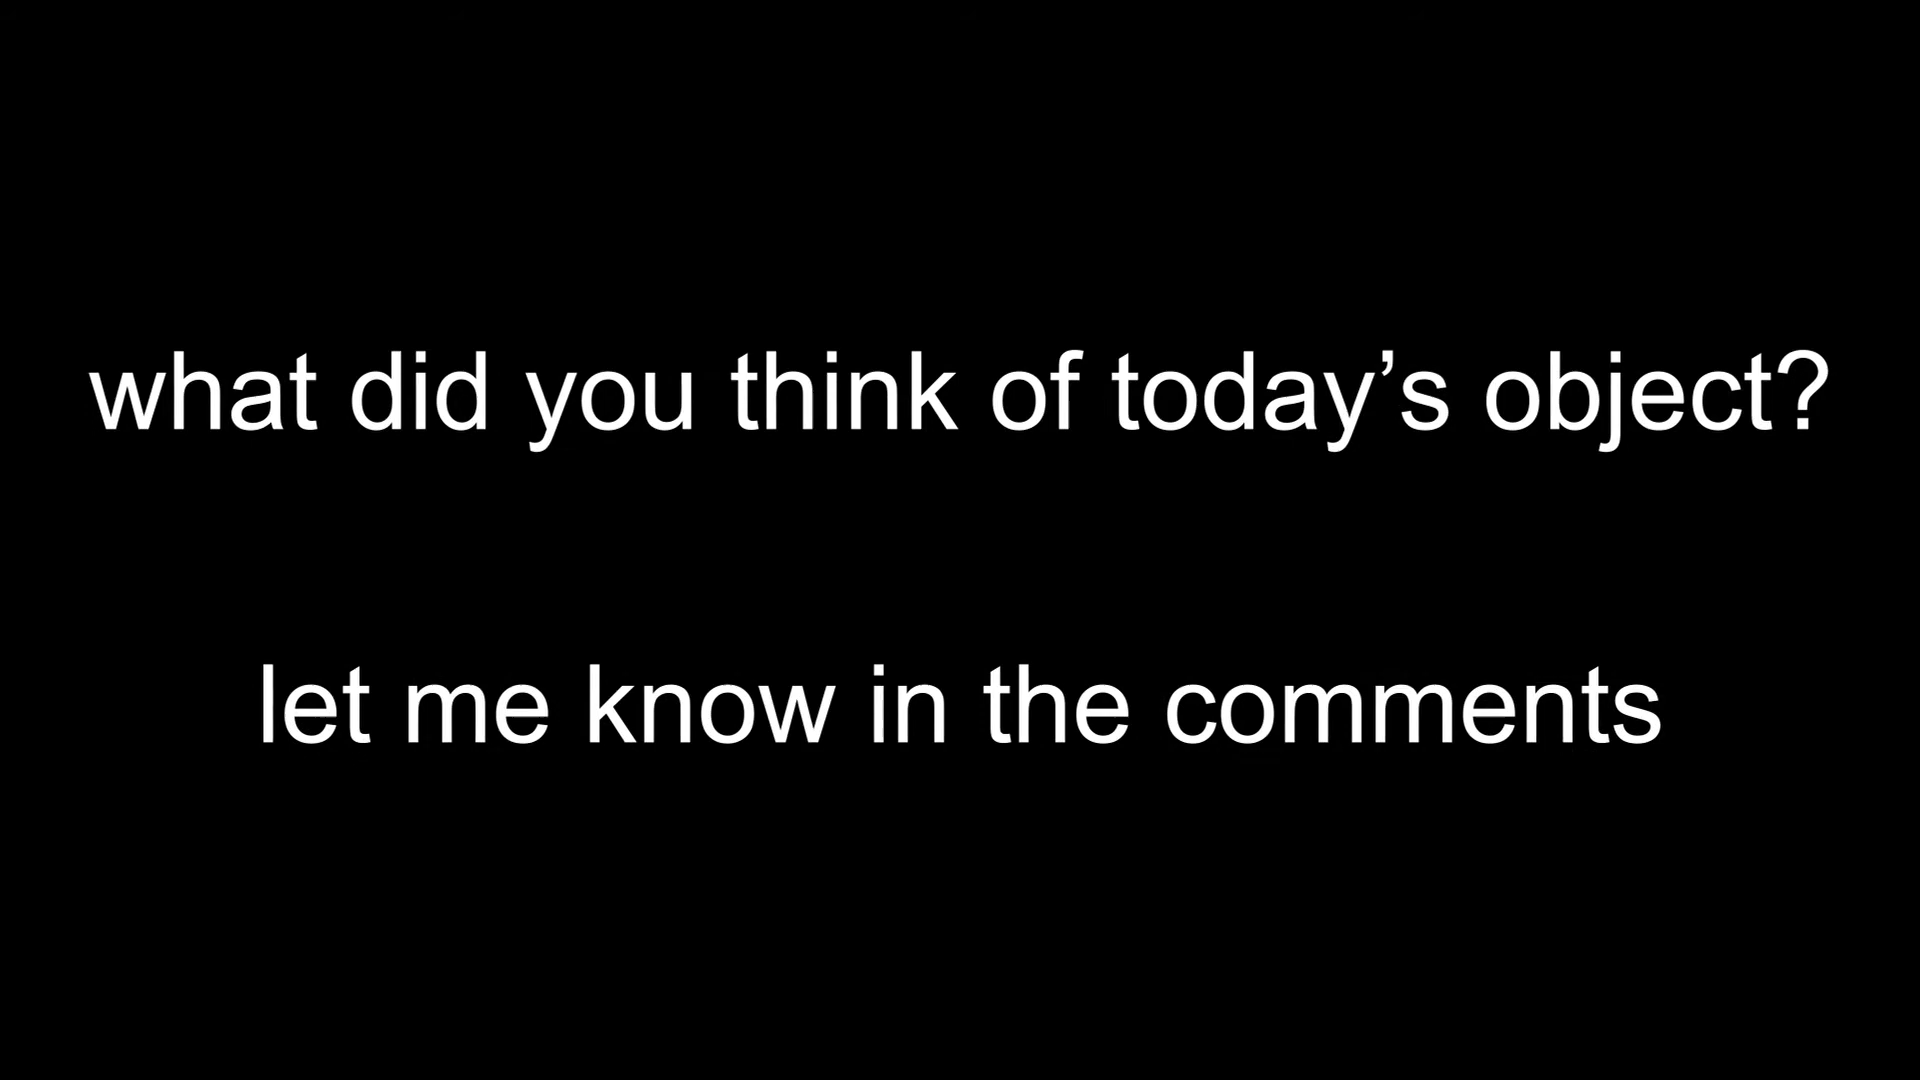 what did you think of today’s object?
let me know in the comments